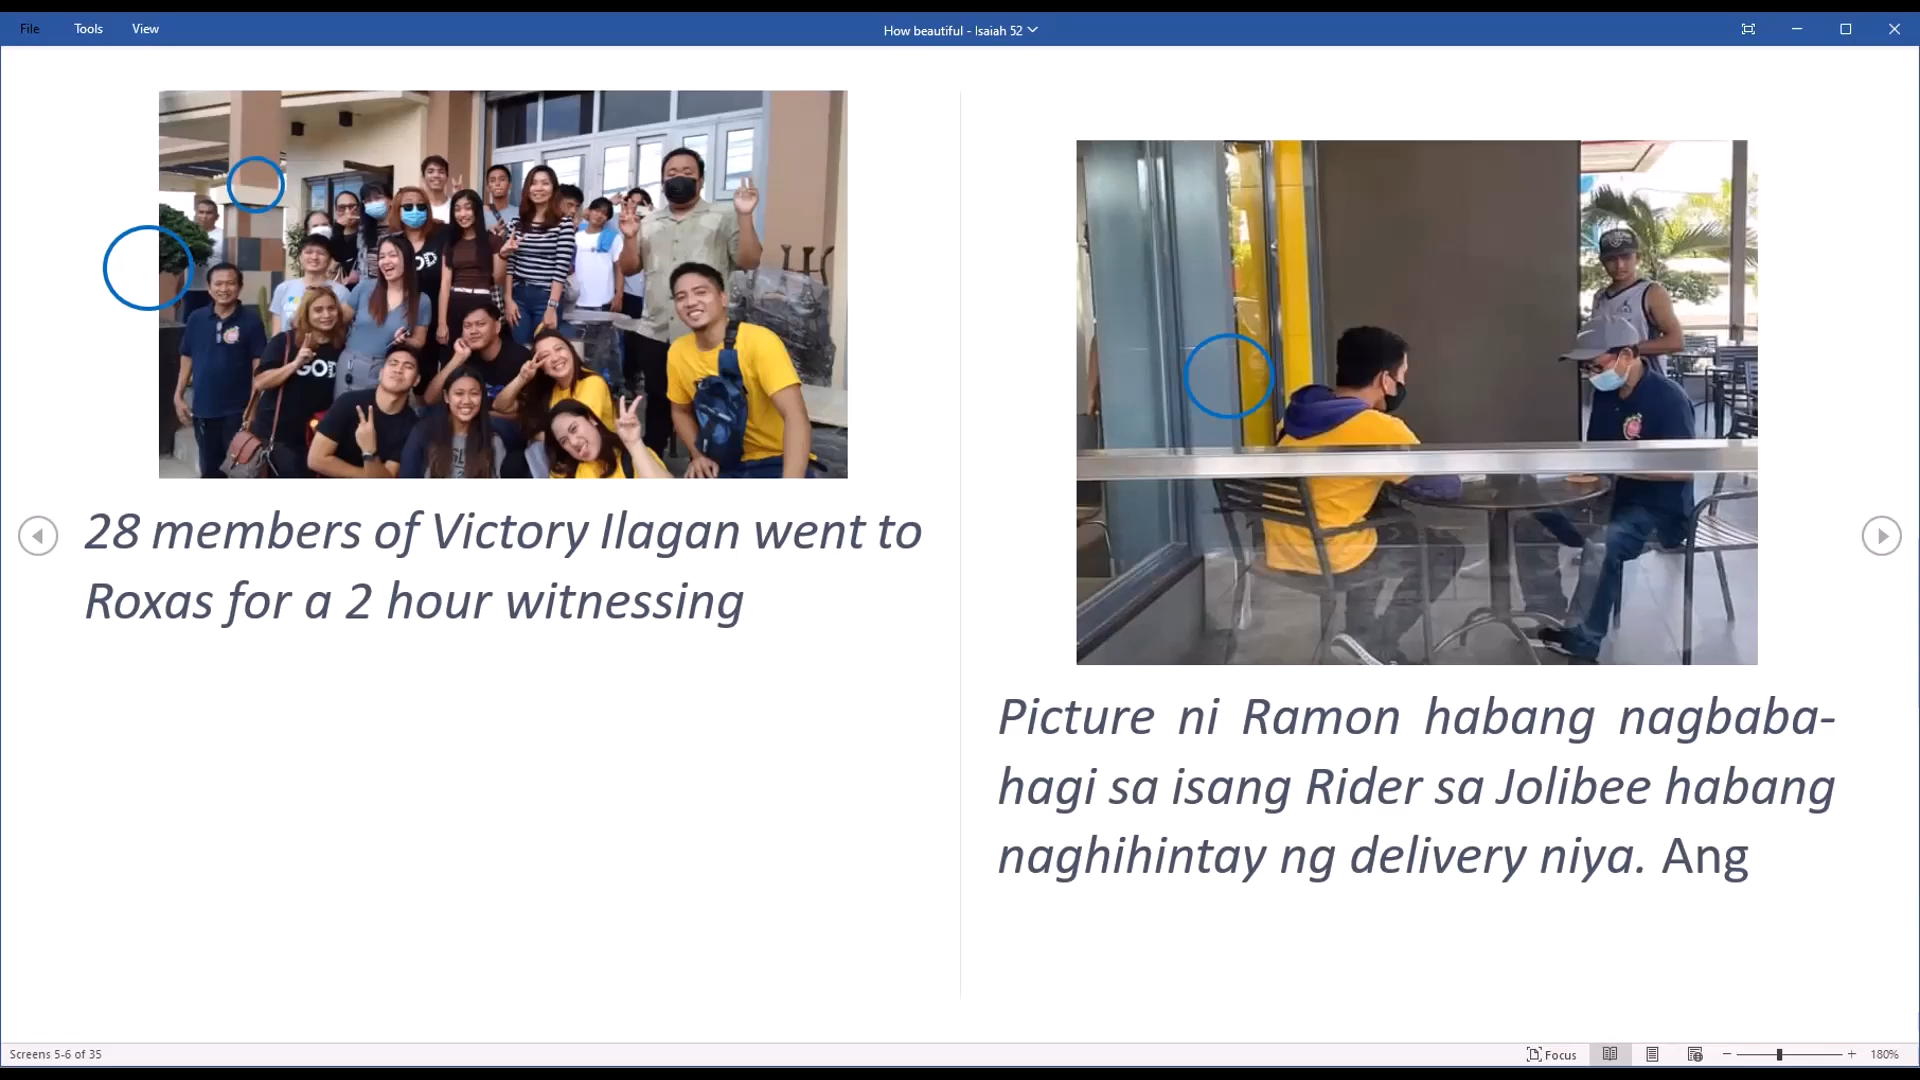 File Tools View
How beautiful - Isaiah 52
GOD
GOD
28 members of Victory Ilagan went to
Roxas for a 2 hour witnessing
Picture ni Ramon habang nagbaba-
hagi sa isang Rider sa Jolibee habang
naghihintay ng delivery niya. Ang
Screens 5-6 of 35
Focus
180%